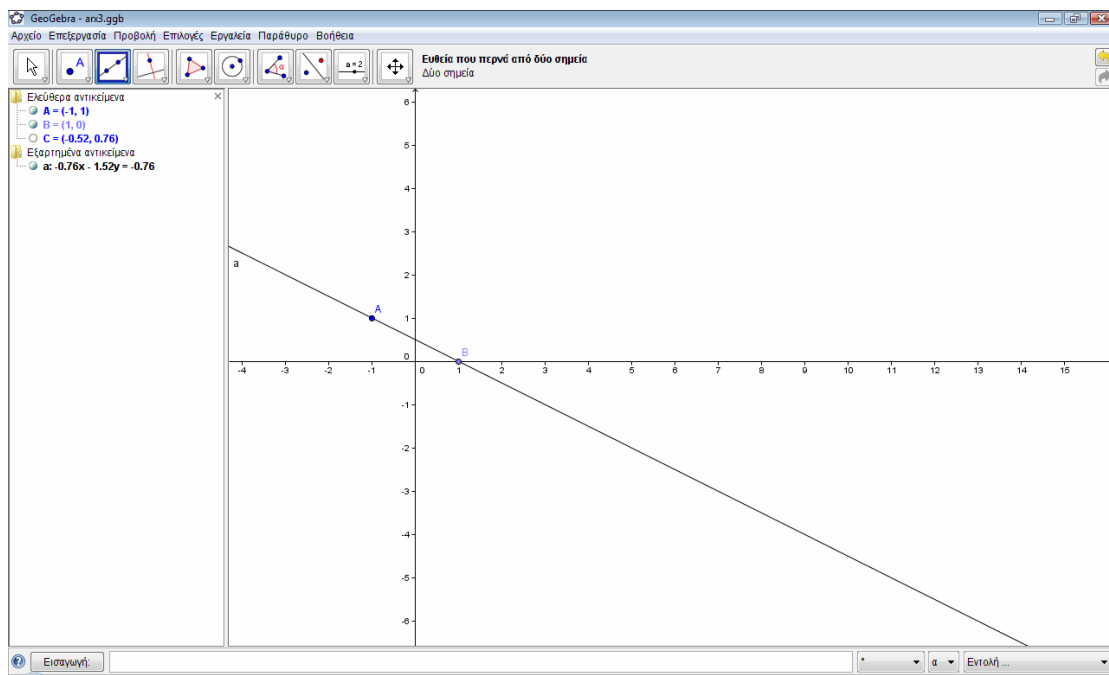 GeoGebra - απx3.ggb
Αρχείο Επεξεργασία Προβολή Επιλογές Εργαλεία Παράθυρο Βοήθεια
A
α
a = 2
Ευθεία που περνά από δύο σημεία
Δύο σημεία
Ελεύθερα αντικείμενα
A = (-1, 1)
B = (1, 0)
C = (-0.52, 0.76)
Εξαρτημένα αντικείμενα
a: -0.76x - 1.52y = -0.76
6
5
4
3
a
2
A
1
B
0
-4 -3 -2 -1 0 1 2 3 4 5 6 7 8 9 10 11 12 13 14 15
-1
-2
-3
-4
-5
-6
Εισαγωγή:
α
Εντολή ...